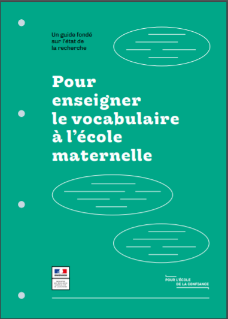 Un guide fondé
sur l'état de
la recherche
Pour
enseigner
le vocabulaire
à l'école
maternelle
POUR L'ÉCOLE
DE LA CONFIANCE